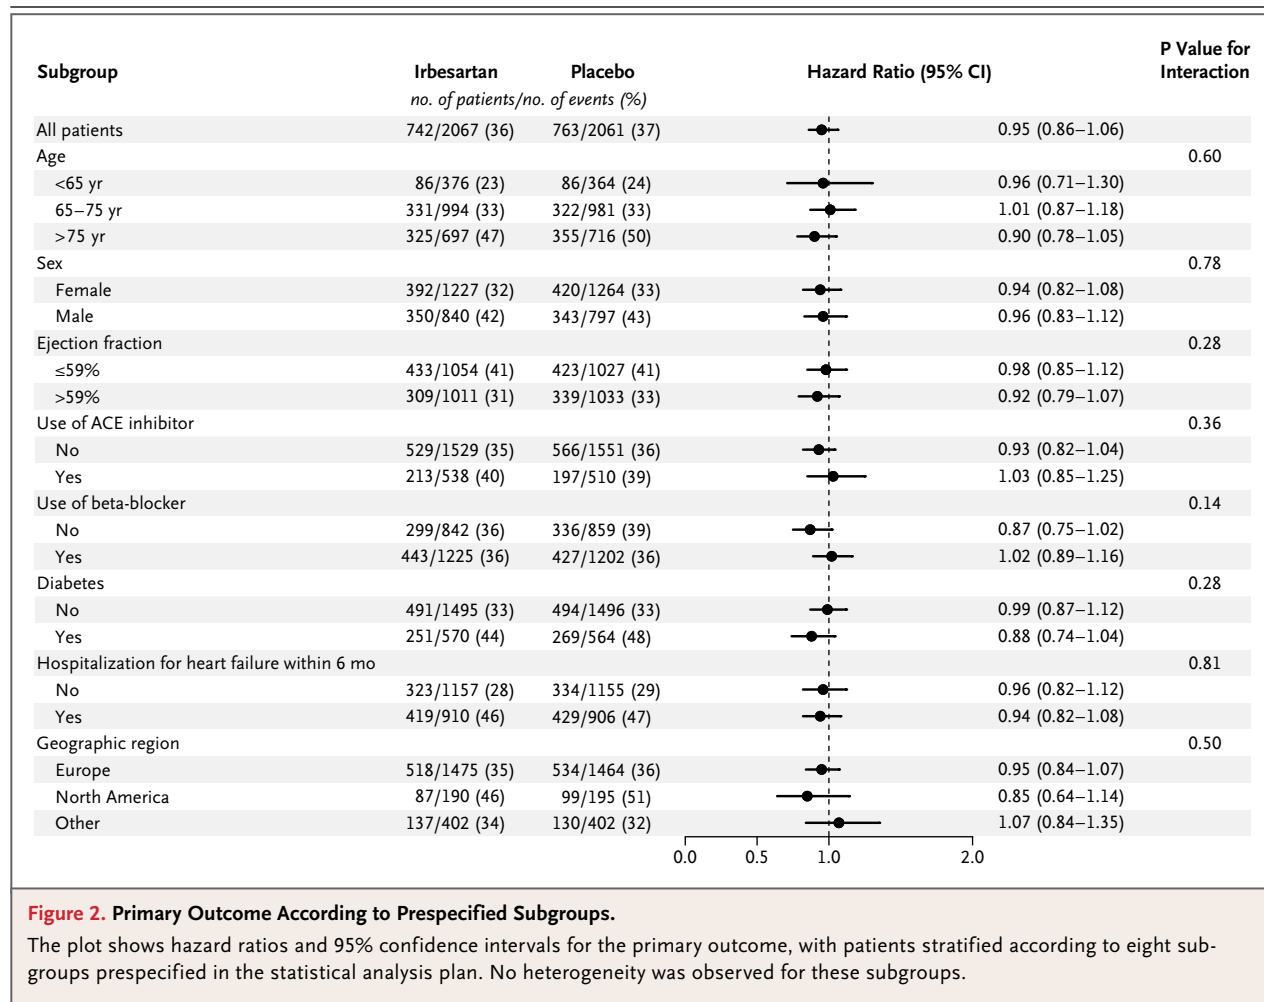 Subgroup Irbesartan Placebo Hazard Ratio (95% CI) P Value for Interaction
no. of patients/no. of events (%)
All patients 742/2067 (36) 763/2061 (37) 0.95 (0.86–1.06)
Age 0.60
<65 yr 86/376 (23) 86/364 (24) 0.96 (0.71–1.30)
65–75 yr 331/994 (33) 322/981 (33) 1.01 (0.87–1.18)
>75 yr 325/697 (47) 355/716 (50) 0.90 (0.78–1.05)
Sex 0.78
Female 392/1227 (32) 420/1264 (33) 0.94 (0.82–1.08)
Male 350/840 (42) 343/797 (43) 0.96 (0.83–1.12)
Ejection fraction 0.28
≤59% 433/1054 (41) 423/1027 (41) 0.98 (0.85–1.12)
>59% 309/1011 (31) 339/1033 (33) 0.92 (0.79–1.07)
Use of ACE inhibitor 0.36
No 529/1529 (35) 566/1551 (36) 0.93 (0.82–1.04)
Yes 213/538 (40) 197/510 (39) 1.03 (0.85–1.25)
Use of beta-blocker 0.14
No 299/842 (36) 336/859 (39) 0.87 (0.75–1.02)
Yes 443/1225 (36) 427/1202 (36) 1.02 (0.89–1.16)
Diabetes 0.28
No 491/1495 (33) 494/1496 (33) 0.99 (0.87–1.12)
Yes 251/570 (44) 269/564 (48) 0.88 (0.74–1.04)
Hospitalization for heart failure within 6 mo 0.81
No 323/1157 (28) 334/1155 (29) 0.96 (0.82–1.12)
Yes 419/910 (46) 429/906 (47) 0.94 (0.82–1.08)
Geographic region 0.50
Europe 518/1475 (35) 534/1464 (36) 0.95 (0.84–1.07)
North America 87/190 (46) 99/195 (51) 0.85 (0.64–1.14)
Other 137/402 (34) 130/402 (32) 1.07 (0.84–1.35)
0.0 0.5 1.0 2.0
Figure 2. Primary Outcome According to Prespecified Subgroups.
The plot shows hazard ratios and 95% confidence intervals for the primary outcome, with patients stratified according to eight sub-
groups prespecified in the statistical analysis plan. No heterogeneity was observed for these subgroups.